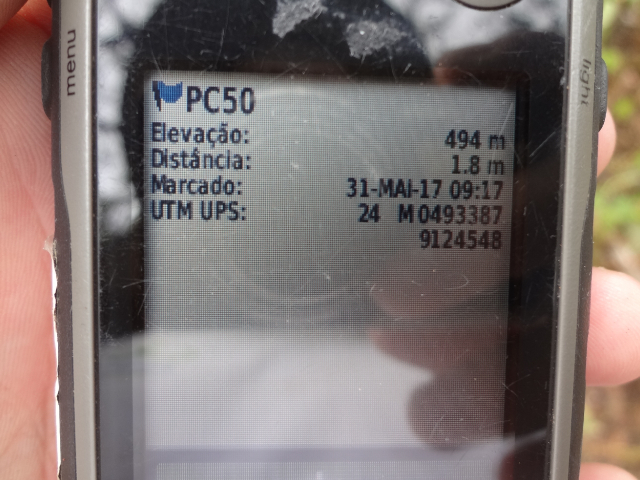 menu
light
PC50
Elevação: 494 m
Distância: 1.8 m
Marcado: 31-MAI-17 09:17
UTM UPS: 24 M 0493387
9124548